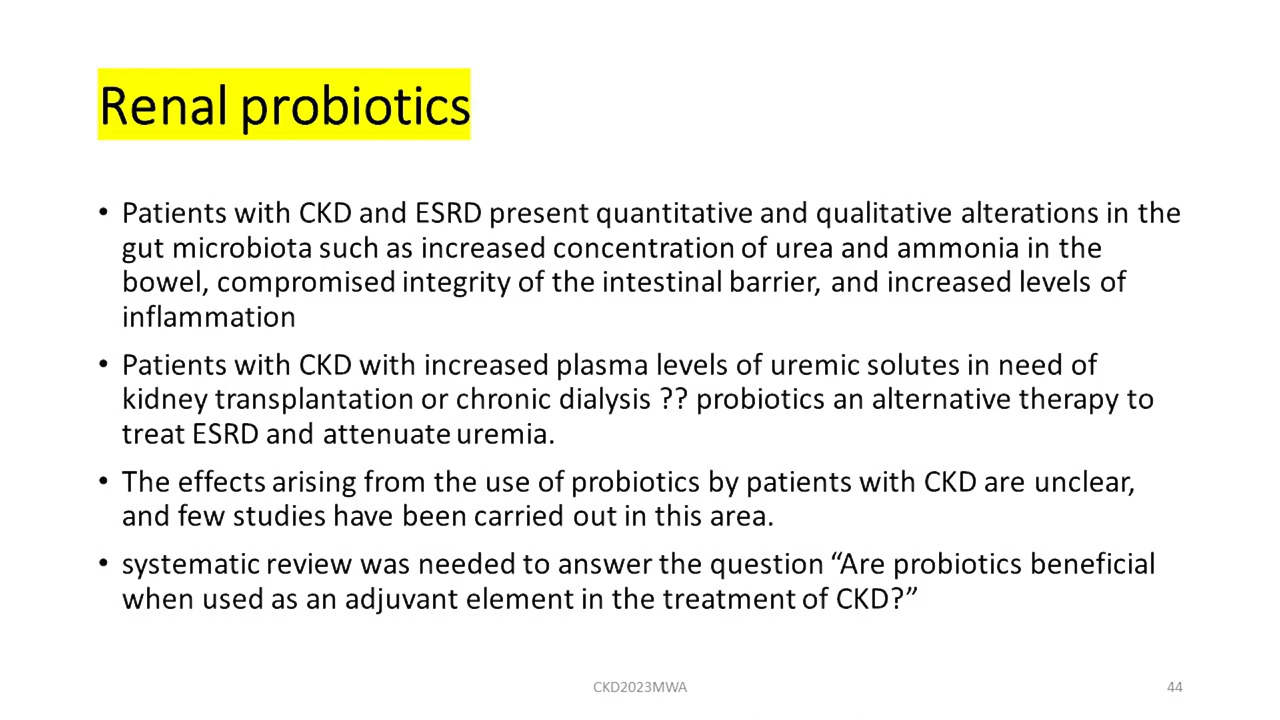 Renal probiotics
• Patients with CKD and ESRD present quantitative and qualitative alterations in the
gut microbiota such as increased concentration of urea and ammonia in the
bowel, compromised integrity of the intestinal barrier, and increased levels of
inflammation
• Patients with CKD with increased plasma levels of uremic solutes in need of
kidney transplantation or chronic dialysis ?? probiotics an alternative therapy to
treat ESRD and attenuate uremia.
• The effects arising from the use of probiotics by patients with CKD are unclear,
and few studies have been carried out in this area.
• systematic review was needed to answer the question “Are probiotics beneficial
when used as an adjuvant element in the treatment of CKD?”
CKD2023MWA
44